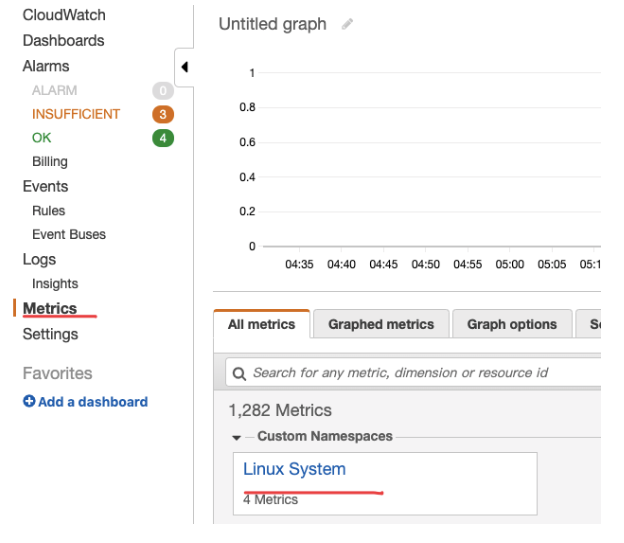 CloudWatch
Dashboards
Alarms
ALARM 0
INSUFFICIENT 3
OK 4
Billing
Events
Rules
Event Buses
Logs
Insights
Metrics
Settings
Favorites
Add a dashboard
Untitled graph
1
0.8
0.6
0.4
0.2
0
04:35 04:40 04:45 04:50 04:55 05:00 05:05 05:1
All metrics Graphed metrics Graph options
Search for any metric, dimension or resource id
1,282 Metrics
Custom Namespaces
Linux System
4 Metrics